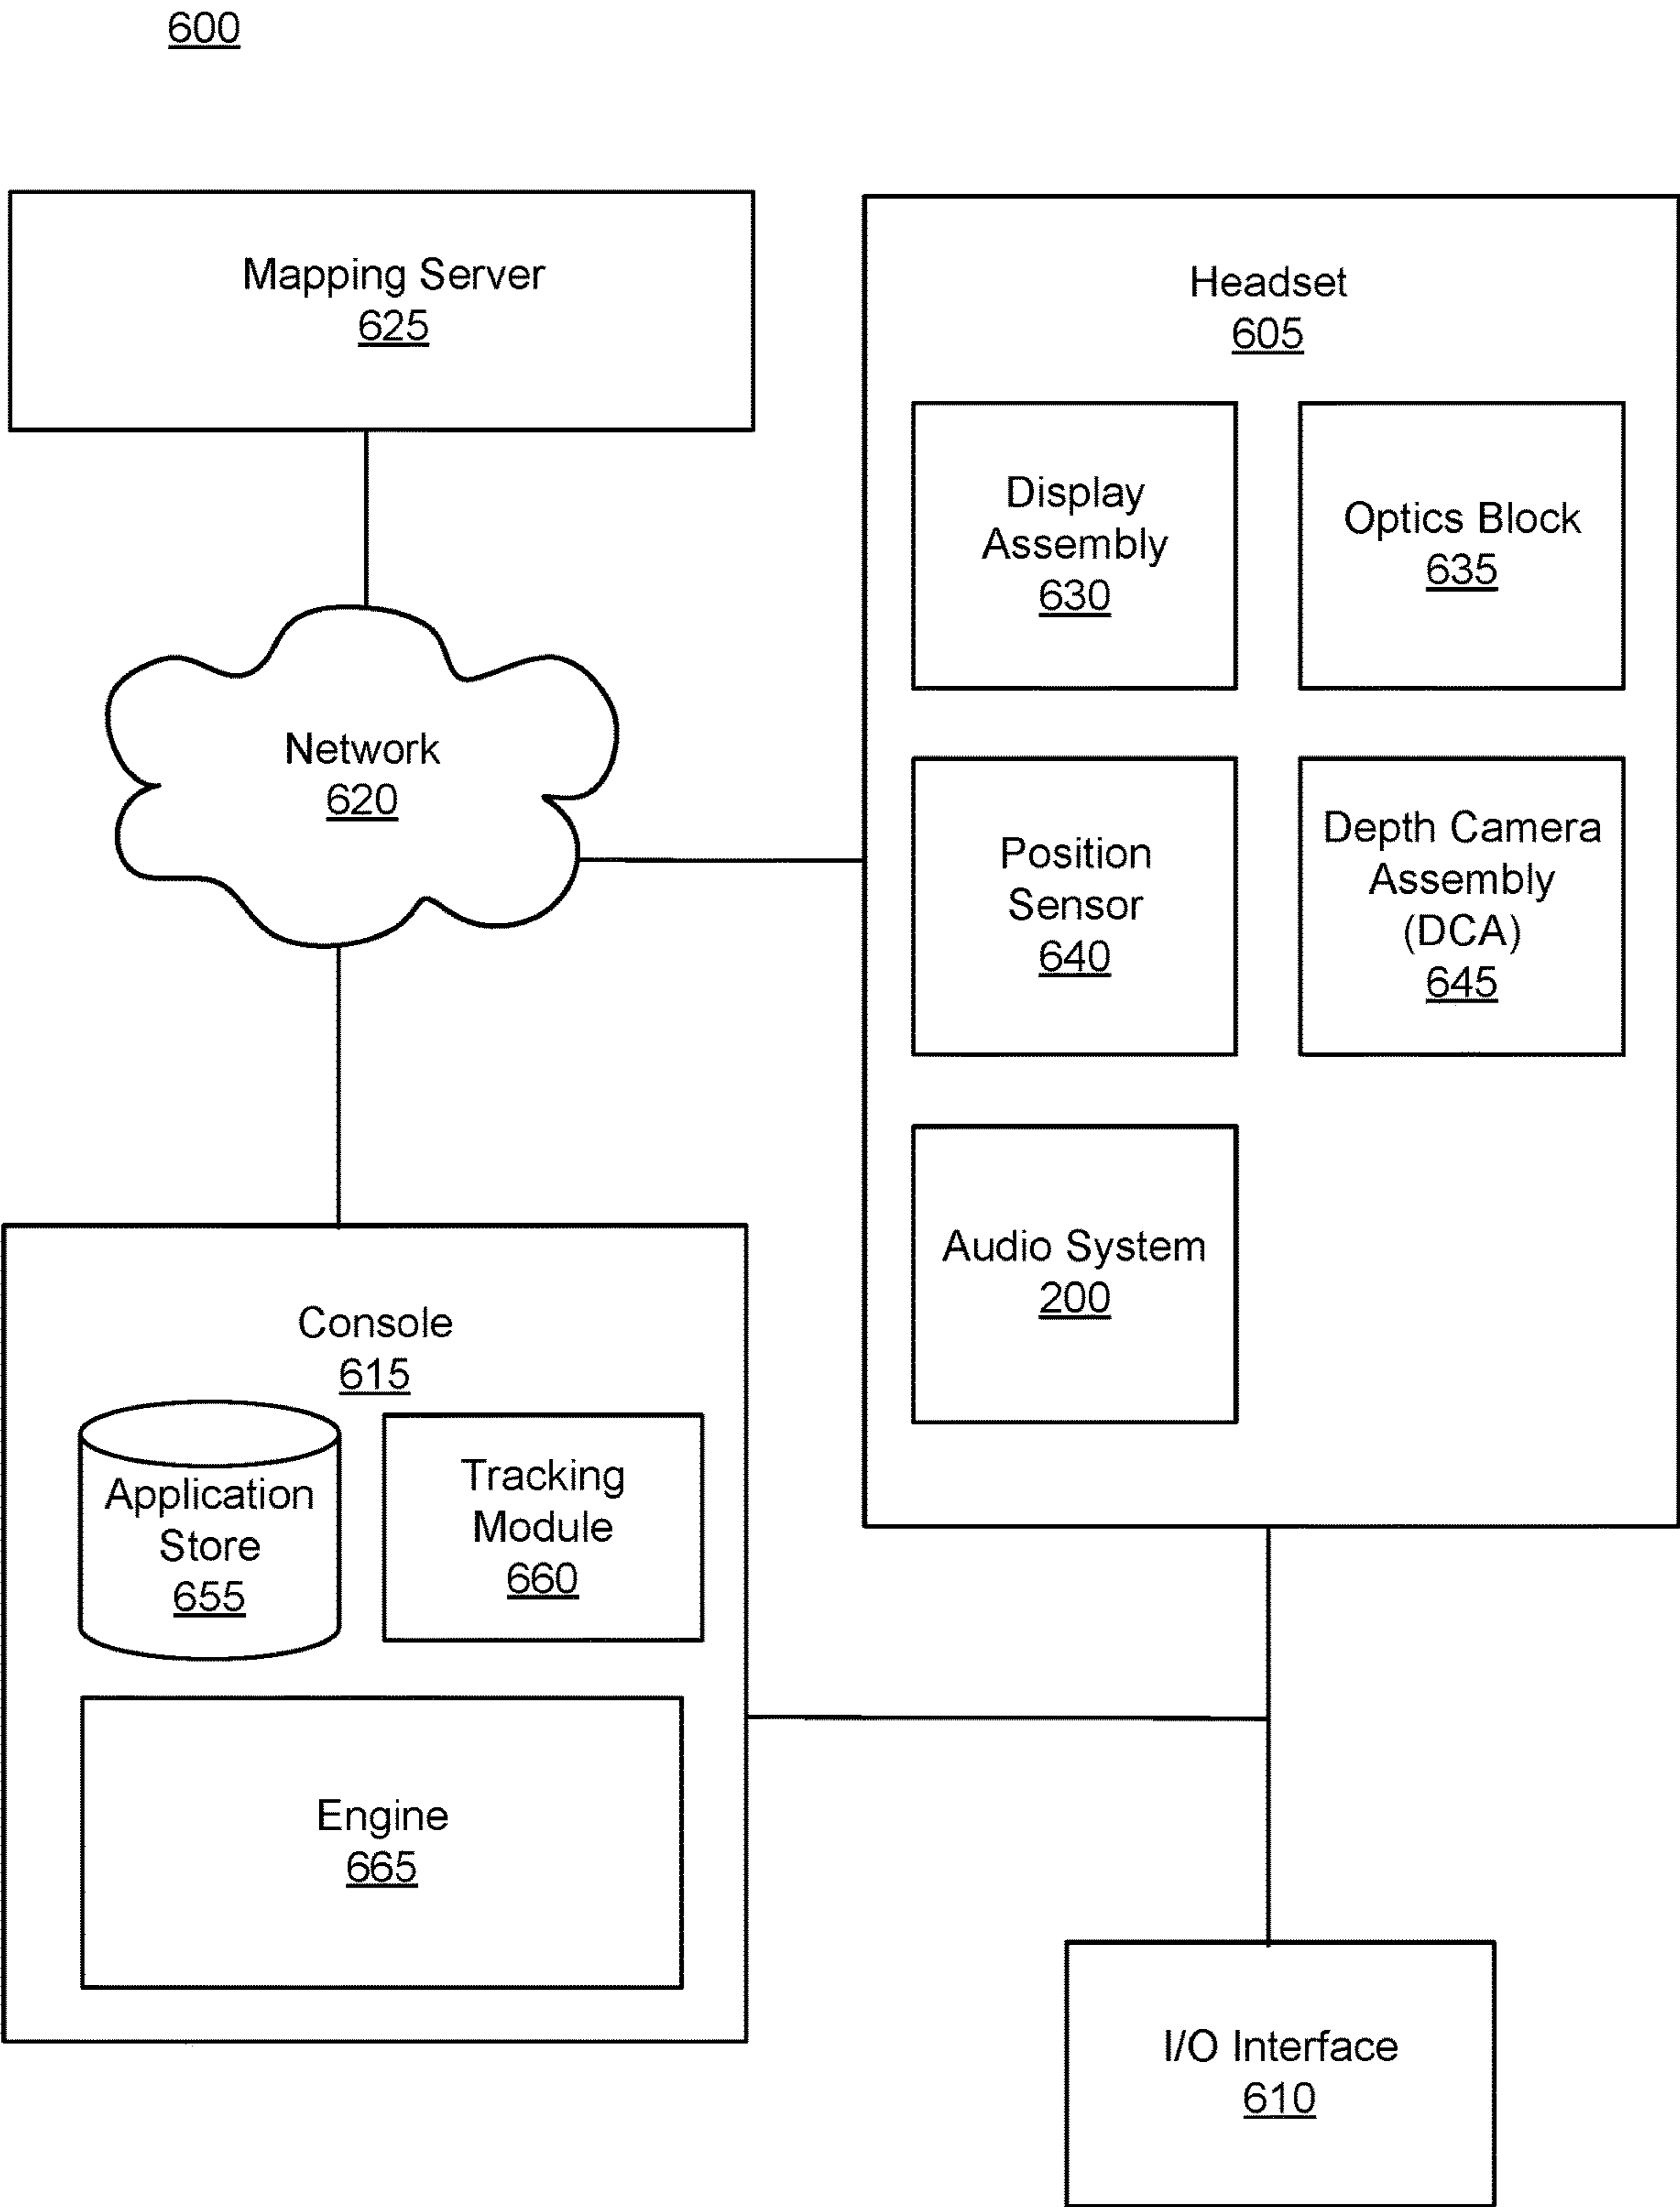 600
Mapping Server
625
Headset
605
Display
Assembly
630
Optics Block
635
Network
620
Position
Sensor
640
Depth Camera
Assembly
(DCA)
645
Audio System
200
Console
615
Application
Store
655
Tracking
Module
660
Engine
665
I/O Interface
610